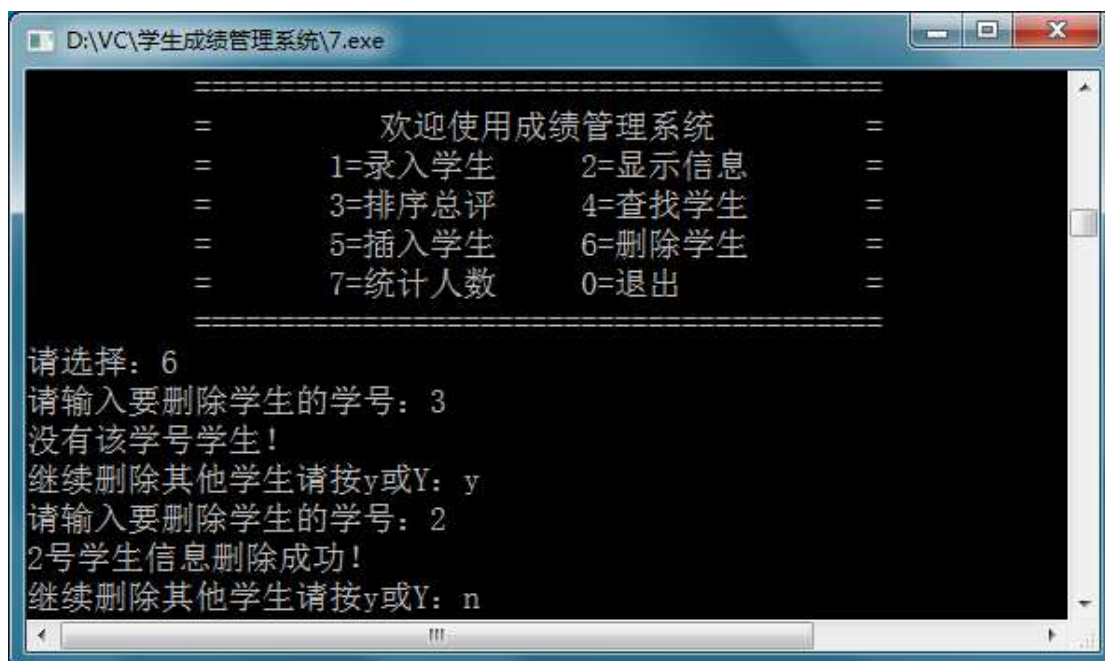 D:\VC\学生成绩管理系统\7.exe
=========================================
= 欢迎使用成绩管理系统 =
= 1=录入学生 2=显示信息 =
= 3=排序总评 4=查找学生 =
= 5=插入学生 6=删除学生 =
= 7=统计人数 0=退出 =
=========================================
请选择：6
请输入要删除学生的学号：3
没有该学号学生！
继续删除其他学生请按y或Y：y
请输入要删除学生的学号：2
2号学生信息删除成功！
继续删除其他学生请按y或Y：n